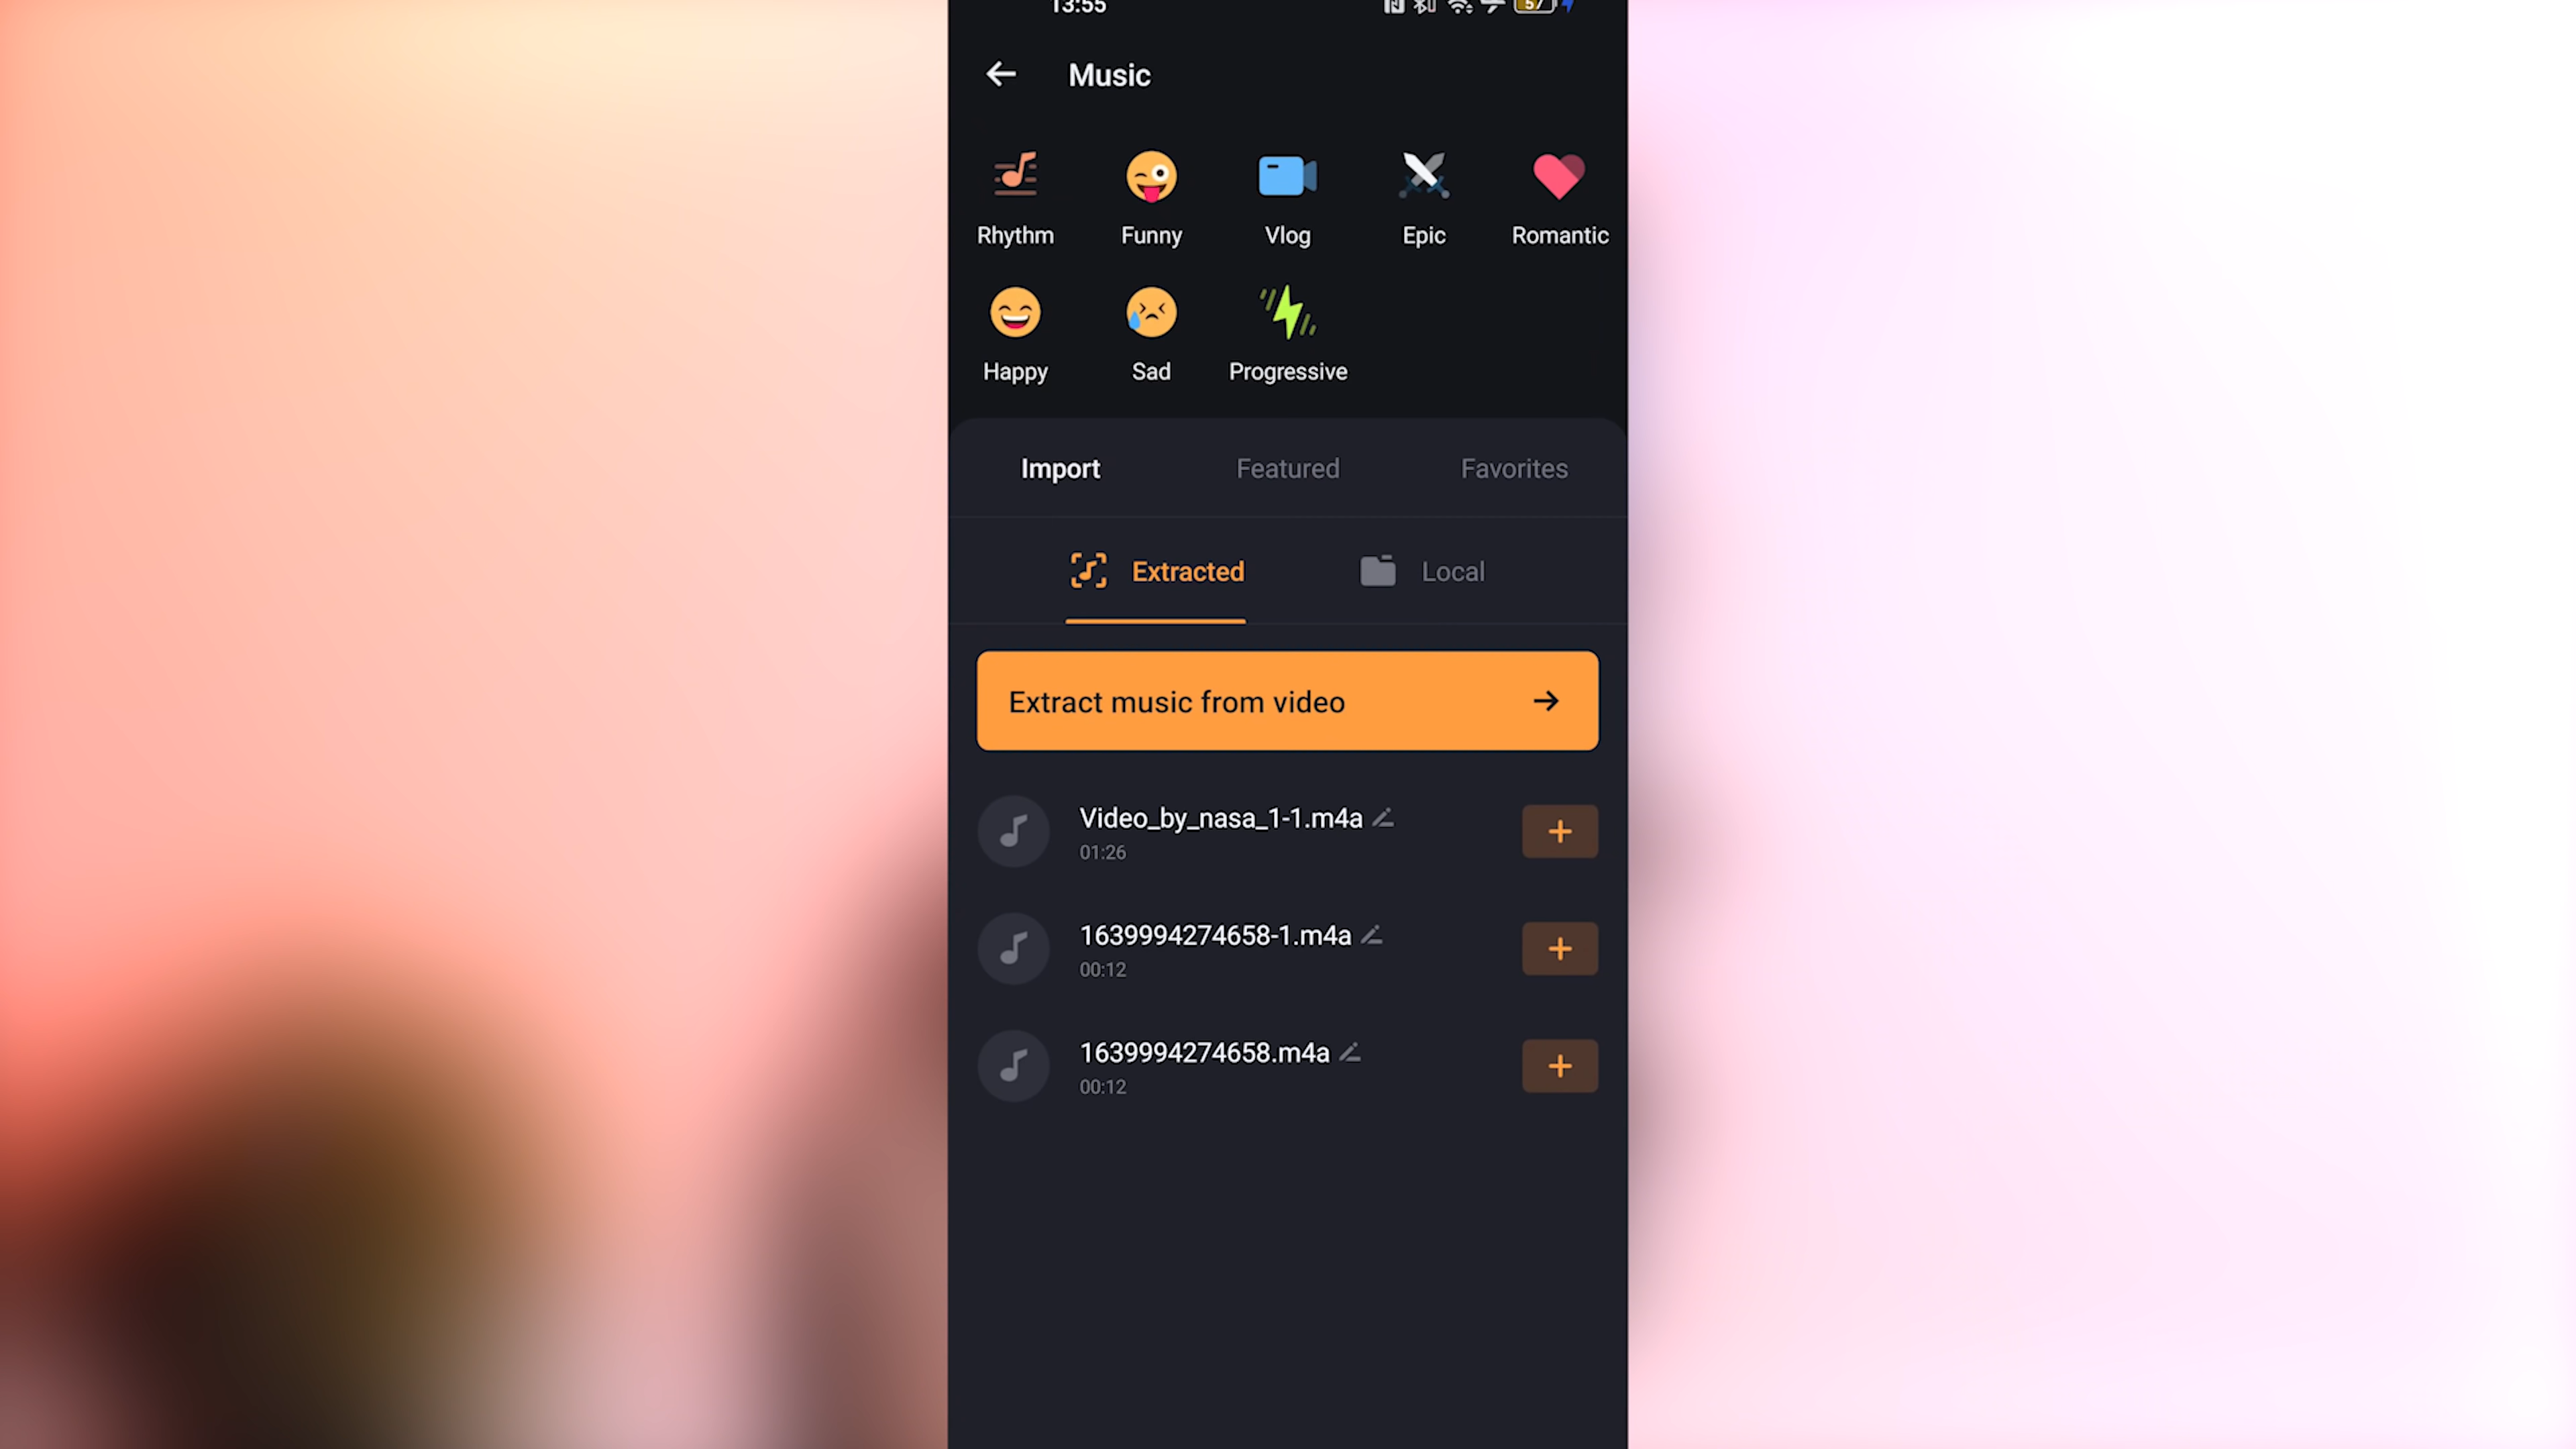 13:55
57
Music
Rhythm Funny Vlog Epic Romantic
Happy Sad Progressive
Import Featured Favorites
Extracted Local
Extract music from video
Video_by_nasa_1-1.m4a
01:26
1639994274658-1.m4a
00:12
1639994274658.m4a
00:12